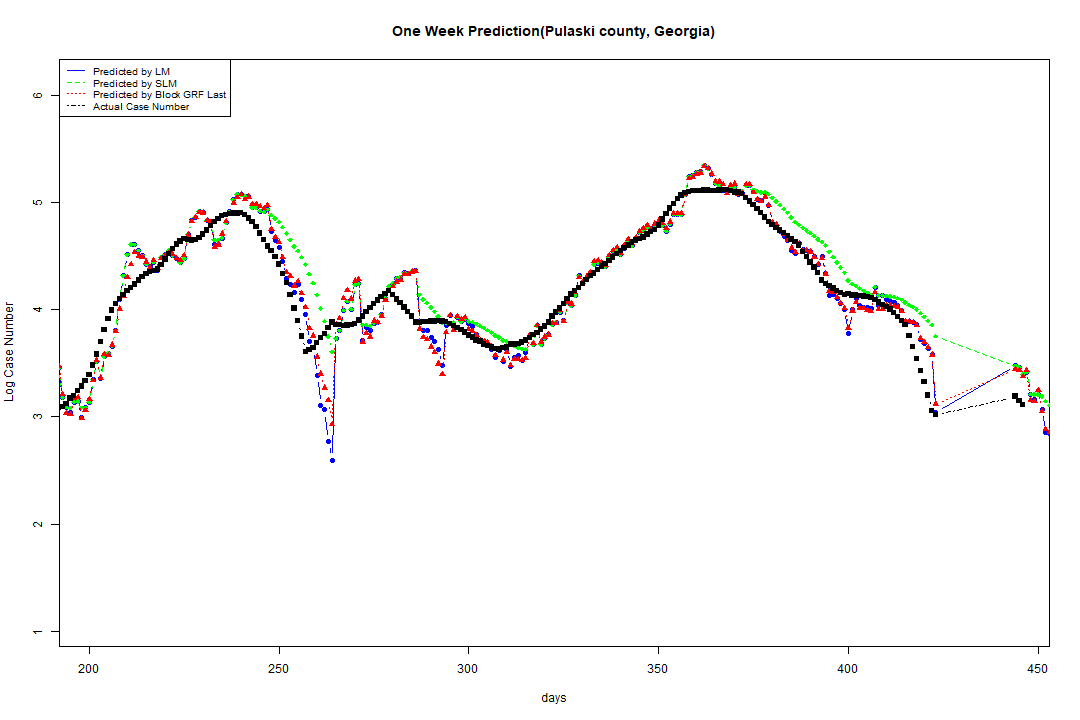 One Week Prediction(Pulaski county, Georgia)
Predicted by LM
Predicted by SLM
Predicted by Block GRF Last
Actual Case Number
6
5
4
3
2
1
Log Case Number
200 250 300 350 400 450
days